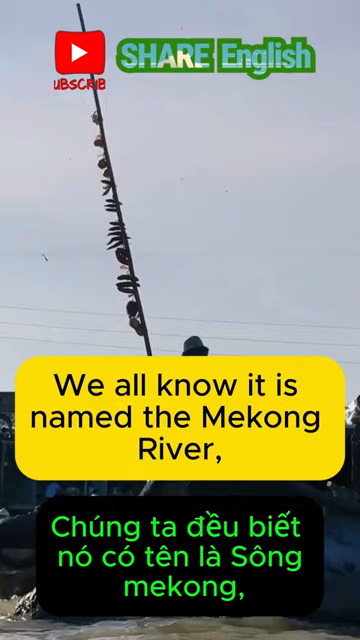 SHARE English
UBSCRIB
We all know it is
named the Mekong
River,
Chúng ta đều biết
nó có tên là Sông
mekong,